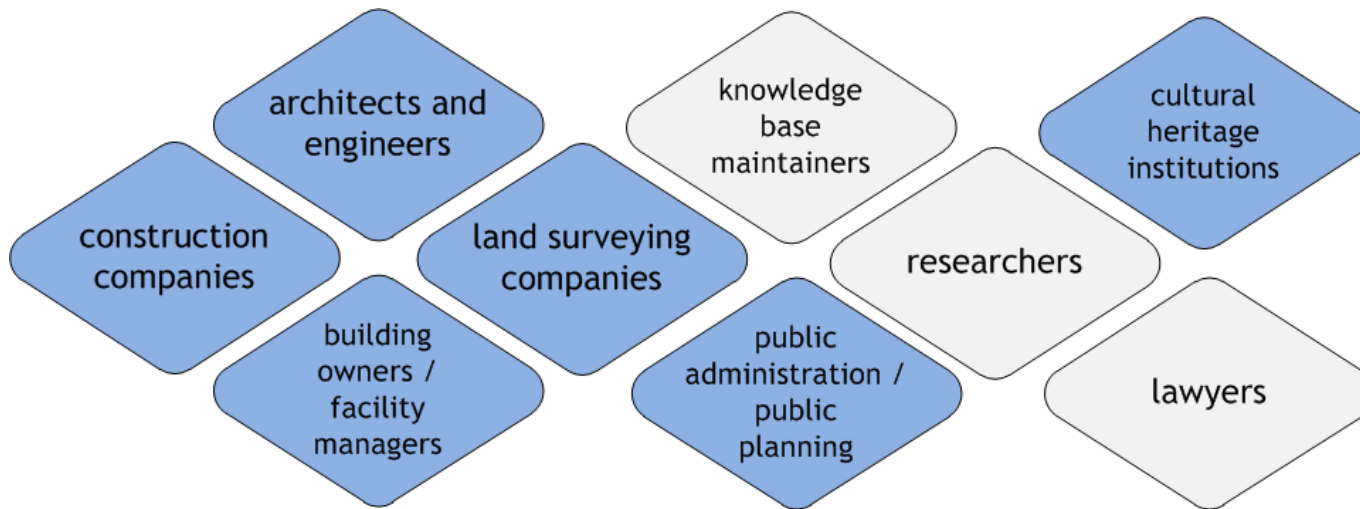 architects and
engineers
knowledge
base
maintainers
cultural
heritage
institutions
construction
companies
land surveying
companies
researchers
building
owners /
facility
managers
public
administration /
public
planning
lawyers